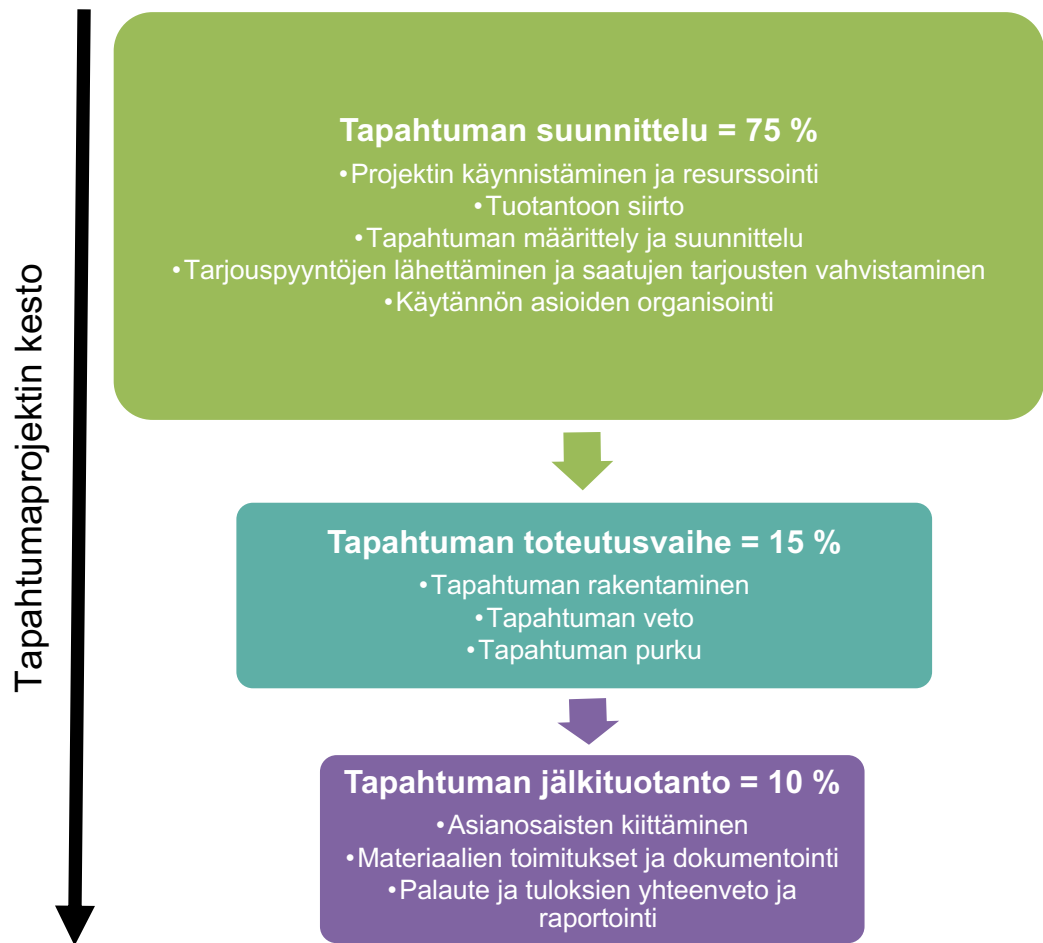 Tapahtumaprojektin kesto
Tapahtuman suunnittelu = 75 %
•Projektin käynnistäminen ja resurssointi
•Tuotantoon siirto
•Tapahtuman määrittely ja suunnittelu
•Tarjouspyyntöjen lähettäminen ja saatujen tarjousten vahvistaminen
•Käytännön asioiden organisointi
Tapahtuman toteutusvaihe = 15 %
•Tapahtuman rakentaminen
•Tapahtuman veto
•Tapahtuman purku
Tapahtuman jälkituotanto = 10 %
•Asianosaisten kiittäminen
•Materiaalien toimitukset ja dokumentointi
•Palaute ja tuloksien yhteenveto ja
raportointi